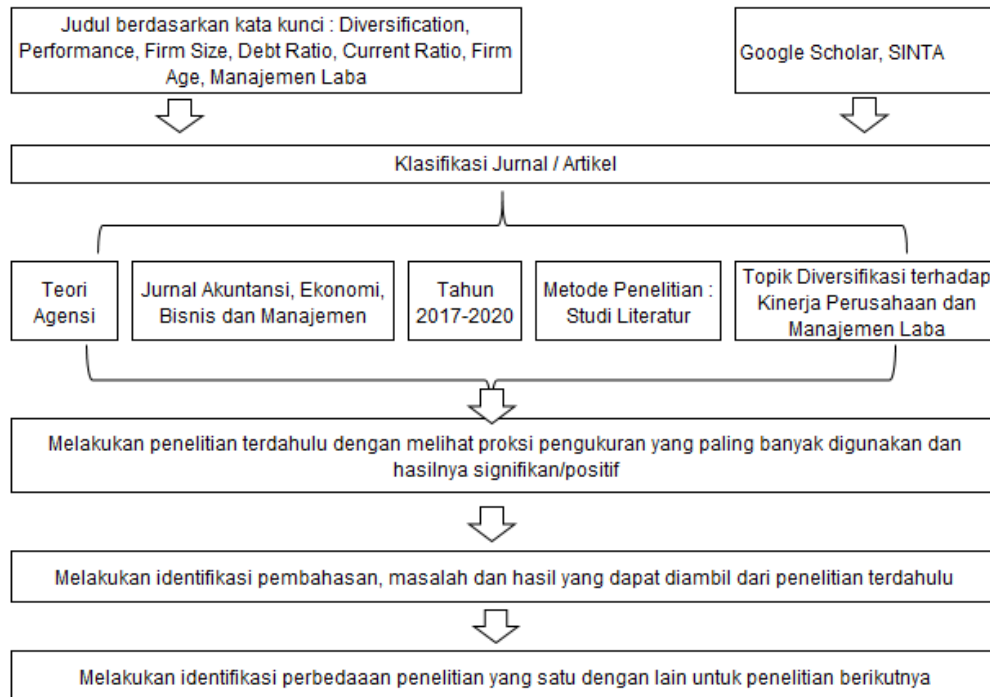 Judul berdasarkan kata kunci : Diversification,
Performance, Firm Size, Debt Ratio, Current Ratio, Firm
Age, Manajemen Laba
Google Scholar, SINTA
Klasifikasi Jurnal / Artikel
Teori
Agensi
Jurnal Akuntansi, Ekonomi,
Bisnis dan Manajemen
Tahun
2017-2020
Metode Penelitian :
Studi Literatur
Topik Diversifikasi terhadap
Kinerja Perusahaan dan
Manajemen Laba
Melakukan penelitian terdahulu dengan melihat proksi pengukuran yang paling banyak digunakan dan
hasilnya signifikan/positif
Melakukan identifikasi pembahasan, masalah dan hasil yang dapat diambil dari penelitian terdahulu
Melakukan identifikasi perbedaaan penelitian yang satu dengan lain untuk penelitian berikutnya